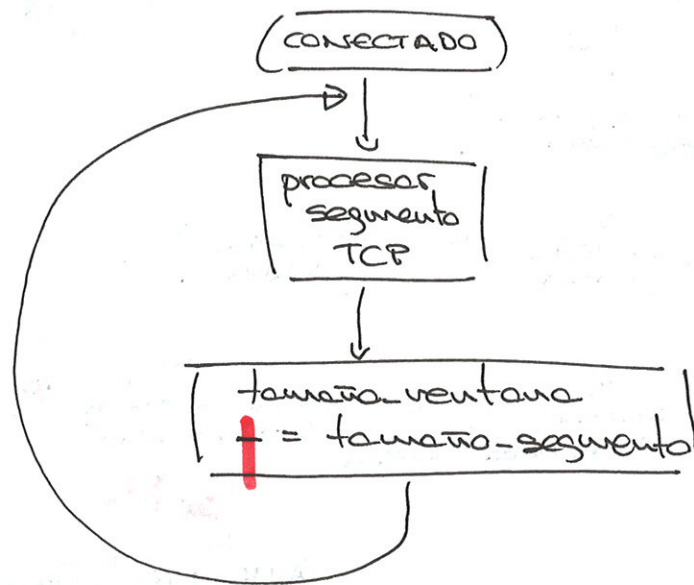 CONECTADO
procesar
segmento
TCP
tamaño_ventana
+ = tamaño_segmento